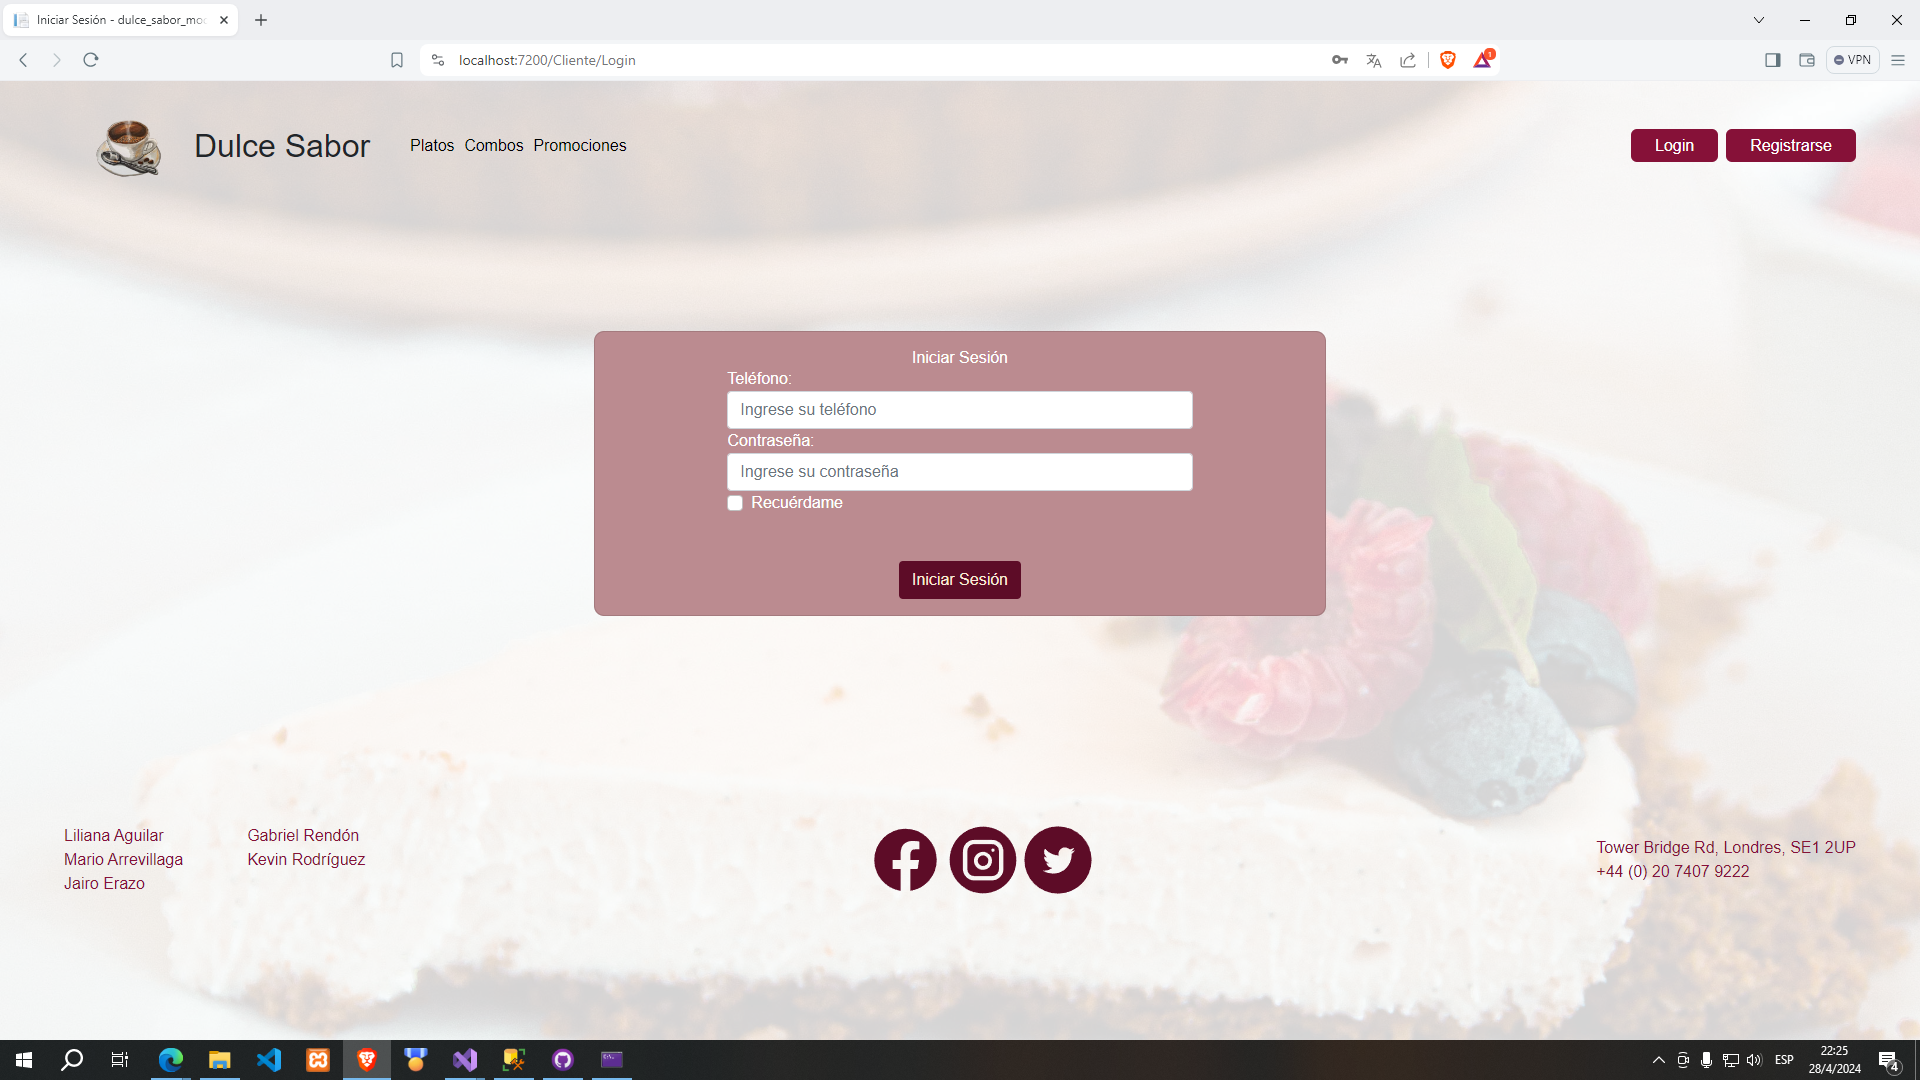 Iniciar Sesión - dulce_sabor_moc
localhost:7200/Cliente/Login
1
VPN
Dulce Sabor
Platos Combos Promociones
Login Registrarse
Iniciar Sesión
Teléfono:
Ingrese su teléfono
Contraseña:
Ingrese su contraseña
Recuérdame
Iniciar Sesión
Liliana Aguilar
Mario Arrevillaga
Jairo Erazo
Gabriel Rendón
Kevin Rodríguez
Tower Bridge Rd, Londres, SE1 2UP
+44 (0) 20 7407 9222
ESP
22:25
28/4/2024
4